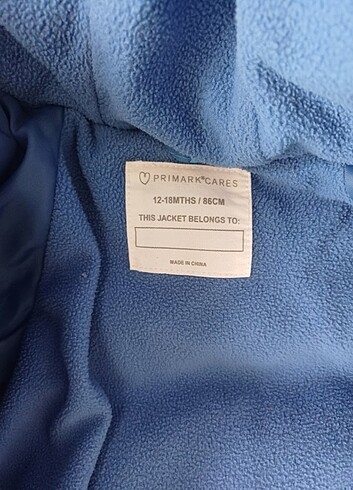 PRIMARK®CARES
12-18MTHS / 86CM
THIS JACKET BELONGS TO:
MADE IN CHINA